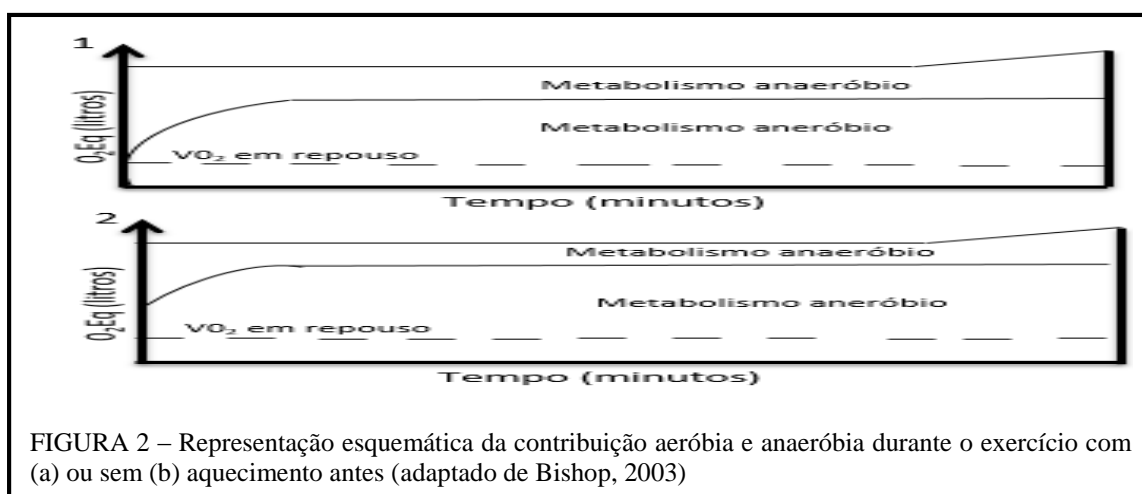 1
O₂Eq (litros)
Metabolismo anaeróbio
Metabolismo aneróbio
V0₂ em repouso
Tempo (minutos)
2
O₂Eq (litros)
Metabolismo anaeróbio
Metabolismo aneróbio
V0₂ em repouso
Tempo (minutos)
FIGURA 2 – Representação esquemática da contribuição aeróbia e anaeróbia durante o exercício com
(a) ou sem (b) aquecimento antes (adaptado de Bishop, 2003)